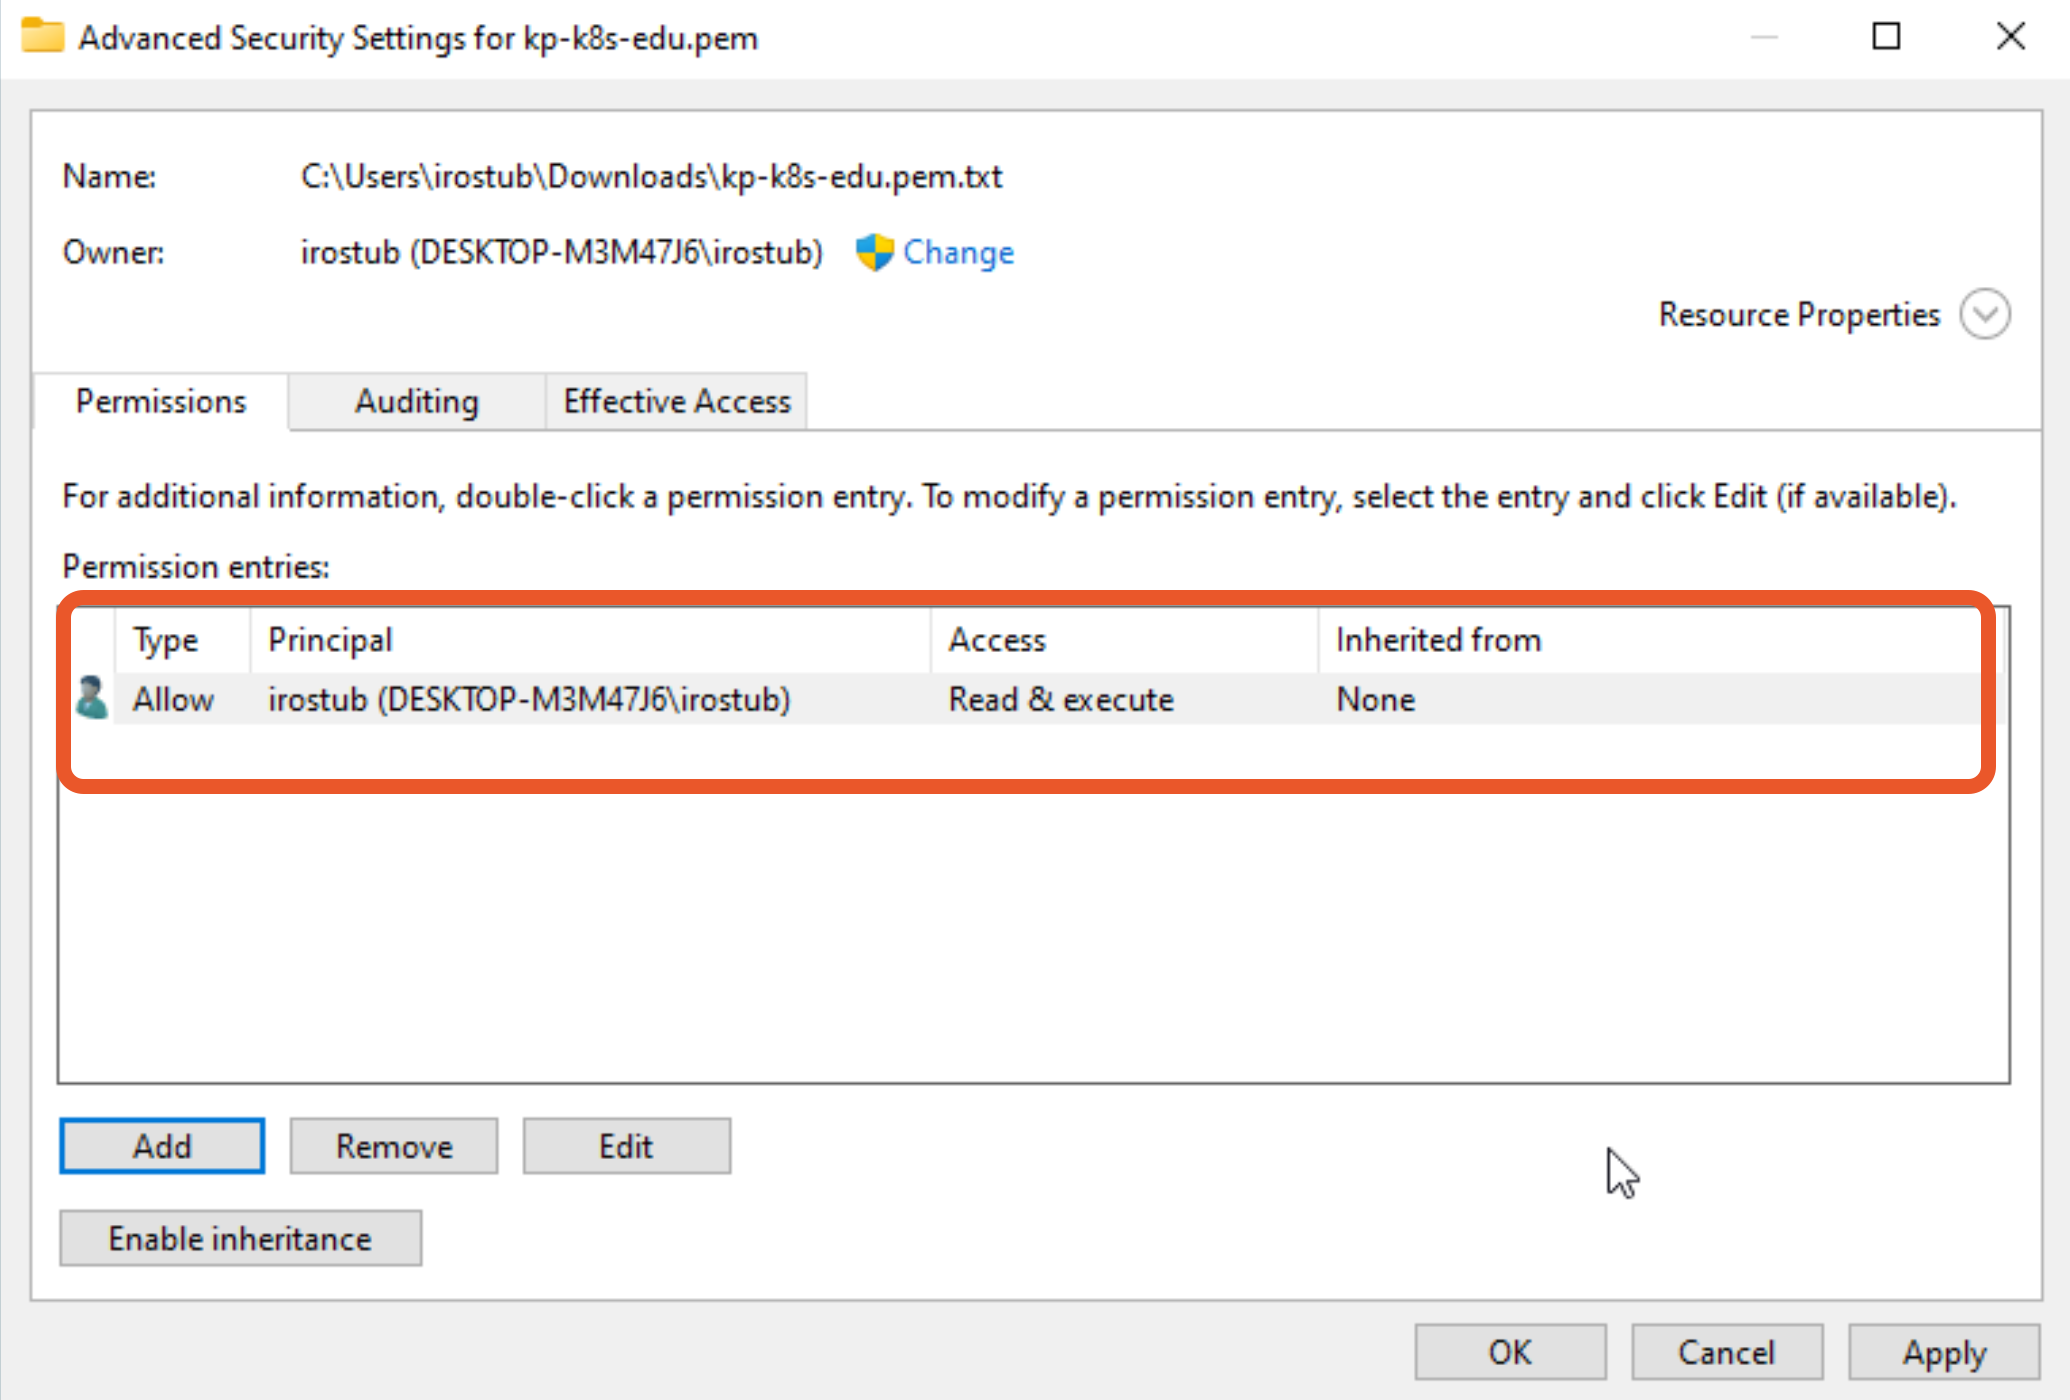 Advanced Security Settings for kp-k8s-edu.pem
Name: C:\Users\irostub\Downloads\kp-k8s-edu.pem.txt
Owner: irostub (DESKTOP-M3M47J6\irostub) Change
Resource Properties
Permissions Auditing Effective Access
For additional information, double-click a permission entry. To modify a permission entry, select the entry and click Edit (if available).
Permission entries:
Type Principal Access Inherited from
Allow irostub (DESKTOP-M3M47J6\irostub) Read & execute None
Add Remove Edit
Enable inheritance
OK Cancel Apply